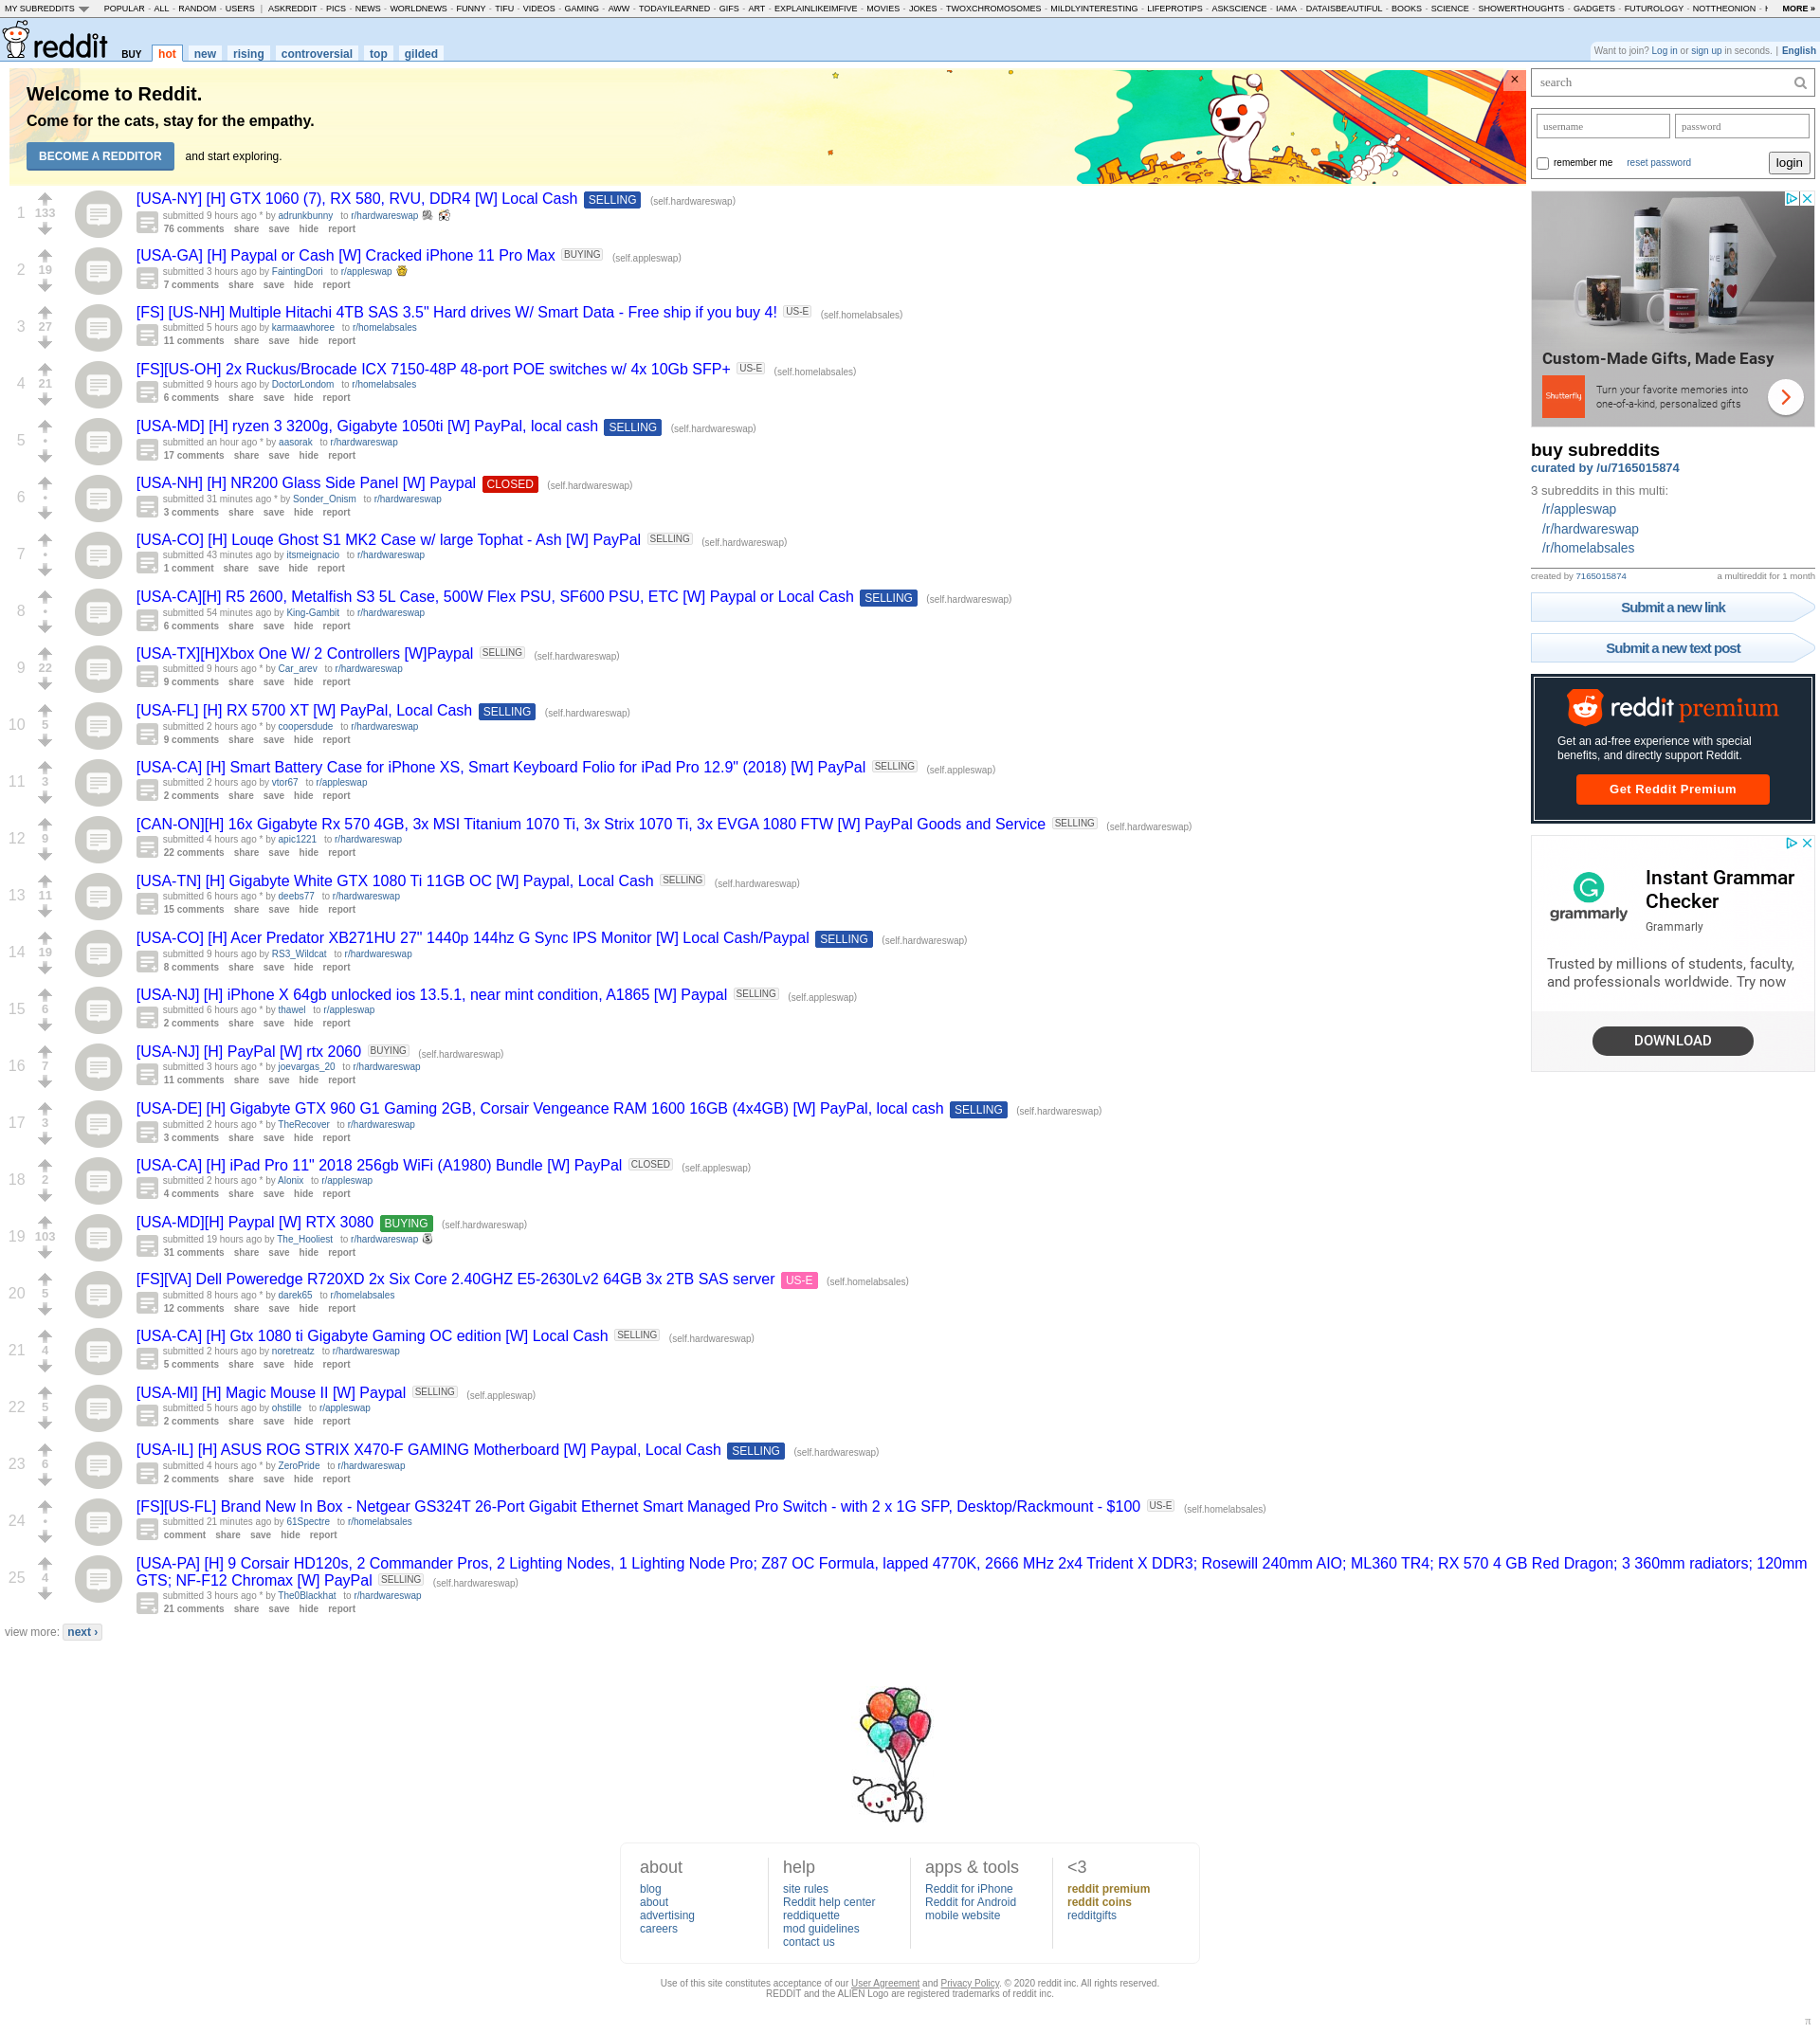 MY SUBREDDITS POPULAR - ALL - RANDOM - USERS | ASKREDDIT - PICS - NEWS - WORLDNEWS - FUNNY - TIFU - VIDEOS - GAMING - AWW - TODAYILEARNED - GIFS - ART - EXPLAINLIKEIMFIVE - MOVIES - JOKES - TWOXCHROMOSOMES - MILDLYINTERESTING - LIFEPROTIPS - ASKSCIENCE - IAMA - DATAISBEAUTIFUL - BOOKS - SCIENCE - SHOWERTHOUGHTS - GADGETS - FUTUROLOGY - NOTTHEONION - MORE »
reddit BUY hot new rising controversial top gilded
Want to join? Log in or sign up in seconds. | English
Welcome to Reddit.
Come for the cats, stay for the empathy.
BECOME A REDDITOR and start exploring.
×
1 133 [USA-NY] [H] GTX 1060 (7), RX 580, RVU, DDR4 [W] Local Cash SELLING (self.hardwareswap)
submitted 9 hours ago * by adrunkbunny to r/hardwareswap
76 comments share save hide report
2 19 [USA-GA] [H] Paypal or Cash [W] Cracked iPhone 11 Pro Max BUYING (self.appleswap)
submitted 3 hours ago by FaintingDori to r/appleswap
7 comments share save hide report
3 27 [FS] [US-NH] Multiple Hitachi 4TB SAS 3.5" Hard drives W/ Smart Data - Free ship if you buy 4! US-E (self.homelabsales)
submitted 5 hours ago by karmaawhoree to r/homelabsales
11 comments share save hide report
4 21 [FS][US-OH] 2x Ruckus/Brocade ICX 7150-48P 48-port POE switches w/ 4x 10Gb SFP+ US-E (self.homelabsales)
submitted 9 hours ago by DoctorLondom to r/homelabsales
6 comments share save hide report
5 • [USA-MD] [H] ryzen 3 3200g, Gigabyte 1050ti [W] PayPal, local cash SELLING (self.hardwareswap)
submitted an hour ago * by aasorak to r/hardwareswap
17 comments share save hide report
6 • [USA-NH] [H] NR200 Glass Side Panel [W] Paypal CLOSED (self.hardwareswap)
submitted 31 minutes ago * by Sonder_Onism to r/hardwareswap
3 comments share save hide report
7 • [USA-CO] [H] Louqe Ghost S1 MK2 Case w/ large Tophat - Ash [W] PayPal SELLING (self.hardwareswap)
submitted 43 minutes ago by itsmeignacio to r/hardwareswap
1 comment share save hide report
8 • [USA-CA][H] R5 2600, Metalfish S3 5L Case, 500W Flex PSU, SF600 PSU, ETC [W] Paypal or Local Cash SELLING (self.hardwareswap)
submitted 54 minutes ago by King-Gambit to r/hardwareswap
6 comments share save hide report
9 22 [USA-TX][H]Xbox One W/ 2 Controllers [W]Paypal SELLING (self.hardwareswap)
submitted 9 hours ago * by Car_arev to r/hardwareswap
9 comments share save hide report
10 5 [USA-FL] [H] RX 5700 XT [W] PayPal, Local Cash SELLING (self.hardwareswap)
submitted 2 hours ago * by coopersdude to r/hardwareswap
9 comments share save hide report
11 3 [USA-CA] [H] Smart Battery Case for iPhone XS, Smart Keyboard Folio for iPad Pro 12.9" (2018) [W] PayPal SELLING (self.appleswap)
submitted 2 hours ago by vtor67 to r/appleswap
2 comments share save hide report
12 9 [CAN-ON][H] 16x Gigabyte Rx 570 4GB, 3x MSI Titanium 1070 Ti, 3x Strix 1070 Ti, 3x EVGA 1080 FTW [W] PayPal Goods and Service SELLING (self.hardwareswap)
submitted 4 hours ago * by apic1221 to r/hardwareswap
22 comments share save hide report
13 11 [USA-TN] [H] Gigabyte White GTX 1080 Ti 11GB OC [W] Paypal, Local Cash SELLING (self.hardwareswap)
submitted 6 hours ago * by deebs77 to r/hardwareswap
15 comments share save hide report
14 19 [USA-CO] [H] Acer Predator XB271HU 27" 1440p 144hz G Sync IPS Monitor [W] Local Cash/Paypal SELLING (self.hardwareswap)
submitted 9 hours ago by RS3_Wildcat to r/hardwareswap
8 comments share save hide report
15 6 [USA-NJ] [H] iPhone X 64gb unlocked ios 13.5.1, near mint condition, A1865 [W] Paypal SELLING (self.appleswap)
submitted 6 hours ago * by thawel to r/appleswap
2 comments share save hide report
16 7 [USA-NJ] [H] PayPal [W] rtx 2060 BUYING (self.hardwareswap)
submitted 3 hours ago * by joevargas_20 to r/hardwareswap
11 comments share save hide report
17 3 [USA-DE] [H] Gigabyte GTX 960 G1 Gaming 2GB, Corsair Vengeance RAM 1600 16GB (4x4GB) [W] PayPal, local cash SELLING (self.hardwareswap)
submitted 2 hours ago * by TheRecover to r/hardwareswap
3 comments share save hide report
18 2 [USA-CA] [H] iPad Pro 11" 2018 256gb WiFi (A1980) Bundle [W] PayPal CLOSED (self.appleswap)
submitted 2 hours ago * by Alonix to r/appleswap
4 comments share save hide report
19 103 [USA-MD][H] Paypal [W] RTX 3080 BUYING (self.hardwareswap)
submitted 19 hours ago by The_Hooliest to r/hardwareswap
31 comments share save hide report
20 5 [FS][VA] Dell Poweredge R720XD 2x Six Core 2.40GHZ E5-2630Lv2 64GB 3x 2TB SAS server US-E (self.homelabsales)
submitted 8 hours ago * by darek65 to r/homelabsales
12 comments share save hide report
21 4 [USA-CA] [H] Gtx 1080 ti Gigabyte Gaming OC edition [W] Local Cash SELLING (self.hardwareswap)
submitted 2 hours ago by noretreatz to r/hardwareswap
5 comments share save hide report
22 5 [USA-MI] [H] Magic Mouse II [W] Paypal SELLING (self.appleswap)
submitted 5 hours ago by ohstille to r/appleswap
2 comments share save hide report
23 6 [USA-IL] [H] ASUS ROG STRIX X470-F GAMING Motherboard [W] Paypal, Local Cash SELLING (self.hardwareswap)
submitted 4 hours ago * by ZeroPride to r/hardwareswap
2 comments share save hide report
24 • [FS][US-FL] Brand New In Box - Netgear GS324T 26-Port Gigabit Ethernet Smart Managed Pro Switch - with 2 x 1G SFP, Desktop/Rackmount - $100 US-E (self.homelabsales)
submitted 21 minutes ago by 61Spectre to r/homelabsales
comment share save hide report
25 4 [USA-PA] [H] 9 Corsair HD120s, 2 Commander Pros, 2 Lighting Nodes, 1 Lighting Node Pro; Z87 OC Formula, lapped 4770K, 2666 MHz 2x4 Trident X DDR3; Rosewill 240mm AIO; ML360 TR4; RX 570 4 GB Red Dragon; 3 360mm radiators; 120mm
GTS; NF-F12 Chromax [W] PayPal SELLING (self.hardwareswap)
submitted 3 hours ago * by The0Blackhat to r/hardwareswap
21 comments share save hide report
view more: next ›
search
username password
remember me reset password login
Custom-Made Gifts, Made Easy
Shutterfly
Turn your favorite memories into
one-of-a-kind, personalized gifts
buy subreddits
curated by /u/7165015874
3 subreddits in this multi:
/r/appleswap
/r/hardwareswap
/r/homelabsales
created by 7165015874 a multireddit for 1 month
Submit a new link
Submit a new text post
reddit premium
Get an ad-free experience with special
benefits, and directly support Reddit.
Get Reddit Premium
grammarly
Instant Grammar
Checker
Grammarly
Trusted by millions of students, faculty,
and professionals worldwide. Try now
DOWNLOAD
about
blog
about
advertising
careers
help
site rules
Reddit help center
reddiquette
mod guidelines
contact us
apps & tools
Reddit for iPhone
Reddit for Android
mobile website
<3
reddit premium
reddit coins
redditgifts
Use of this site constitutes acceptance of our User Agreement and Privacy Policy. © 2020 reddit inc. All rights reserved.
REDDIT and the ALIEN Logo are registered trademarks of reddit inc.
π